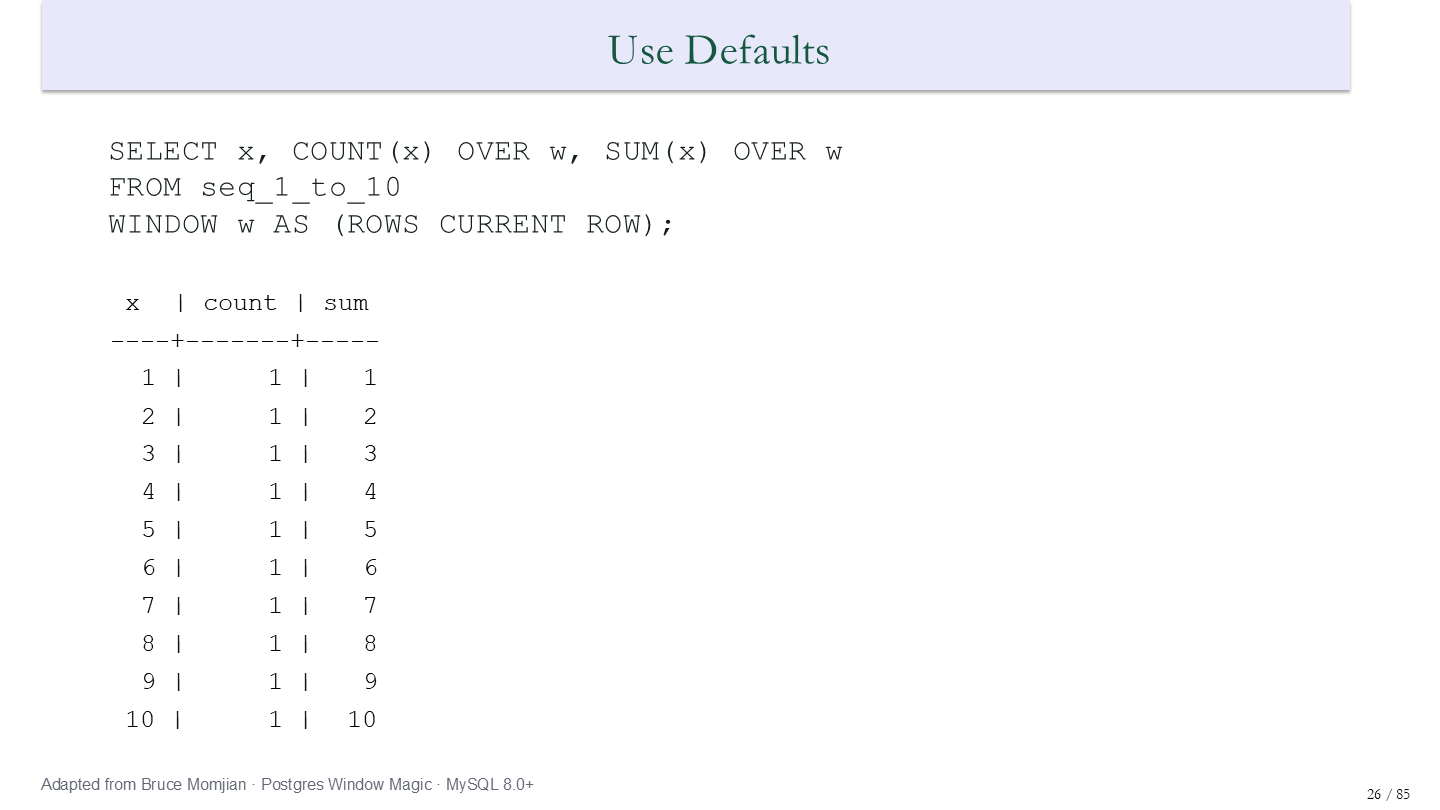 Use Defaults
SELECT x, COUNT(x) OVER w, SUM(x) OVER w
FROM seq_1_to_10
WINDOW w AS (ROWS CURRENT ROW);
 x  | count | sum
----+-------+-----
  1 |     1 |   1
  2 |     1 |   2
  3 |     1 |   3
  4 |     1 |   4
  5 |     1 |   5
  6 |     1 |   6
  7 |     1 |   7
  8 |     1 |   8
  9 |     1 |   9
 10 |     1 |  10
Adapted from Bruce Momjian · Postgres Window Magic · MySQL 8.0+
26 / 85